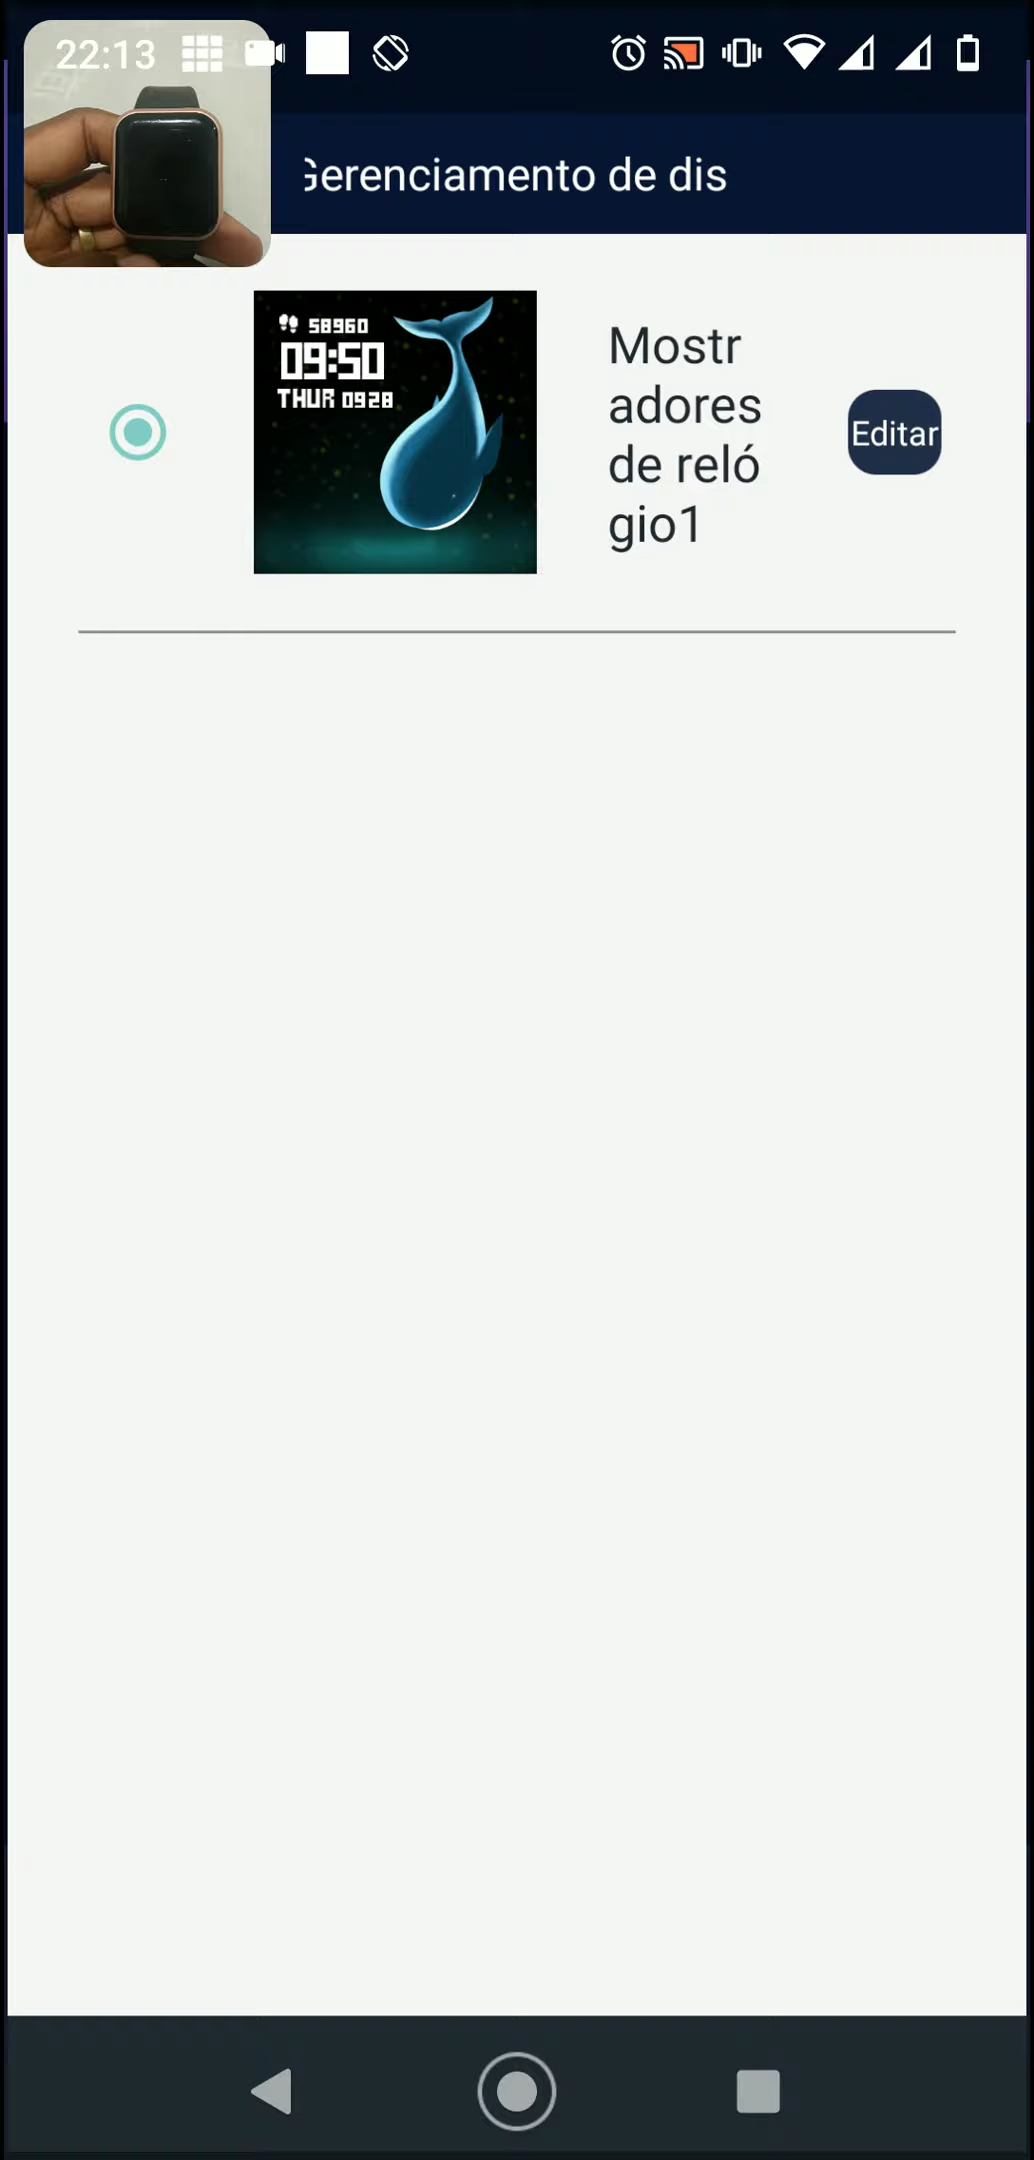 22:13
Gerenciamento de dis
58960
09:50
THUR 0928
Mostr
adores
de reló
gio1
Editar